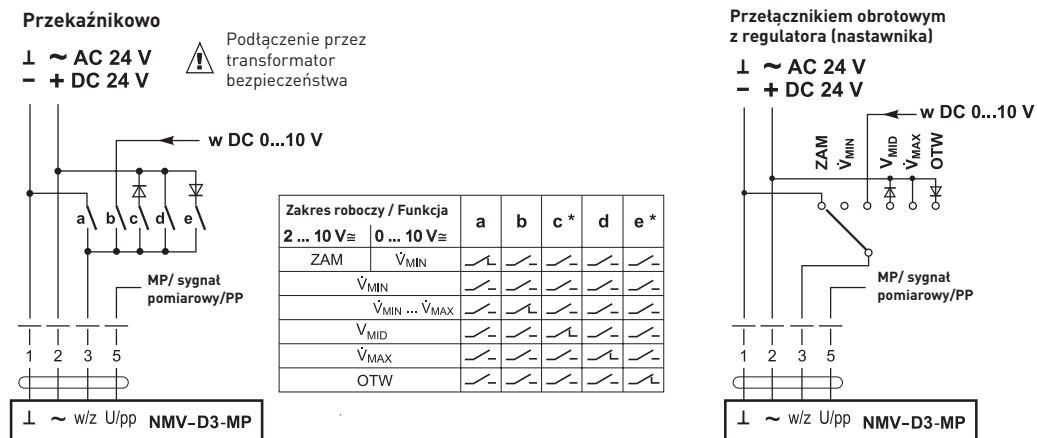 Przekaźnikowo
⊥ ~ AC 24 V
– + DC 24 V
Podłączenie przez
transformator
bezpieczeństwa
w DC 0...10 V
a b c d e
MP/ sygnał
pomiarowy/PP
1 2 3 5
⊥ ~ w/z U/pp NMV-D3-MP
Zakres roboczy / Funkcja a b c * d e *
2 ... 10 V≅ 0 ... 10 V≅
ZAM V̇MIN
V̇MIN
V̇MIN ... V̇MAX
VMID
V̇MAX
OTW
Przełącznikiem obrotowym
z regulatora (nastawnika)
⊥ ~ AC 24 V
– + DC 24 V
w DC 0...10 V
ZAM V̇MIN VMID V̇MAX OTW
MP/ sygnał
pomiarowy/PP
1 2 3 5
⊥ ~ w/z U/pp NMV-D3-MP